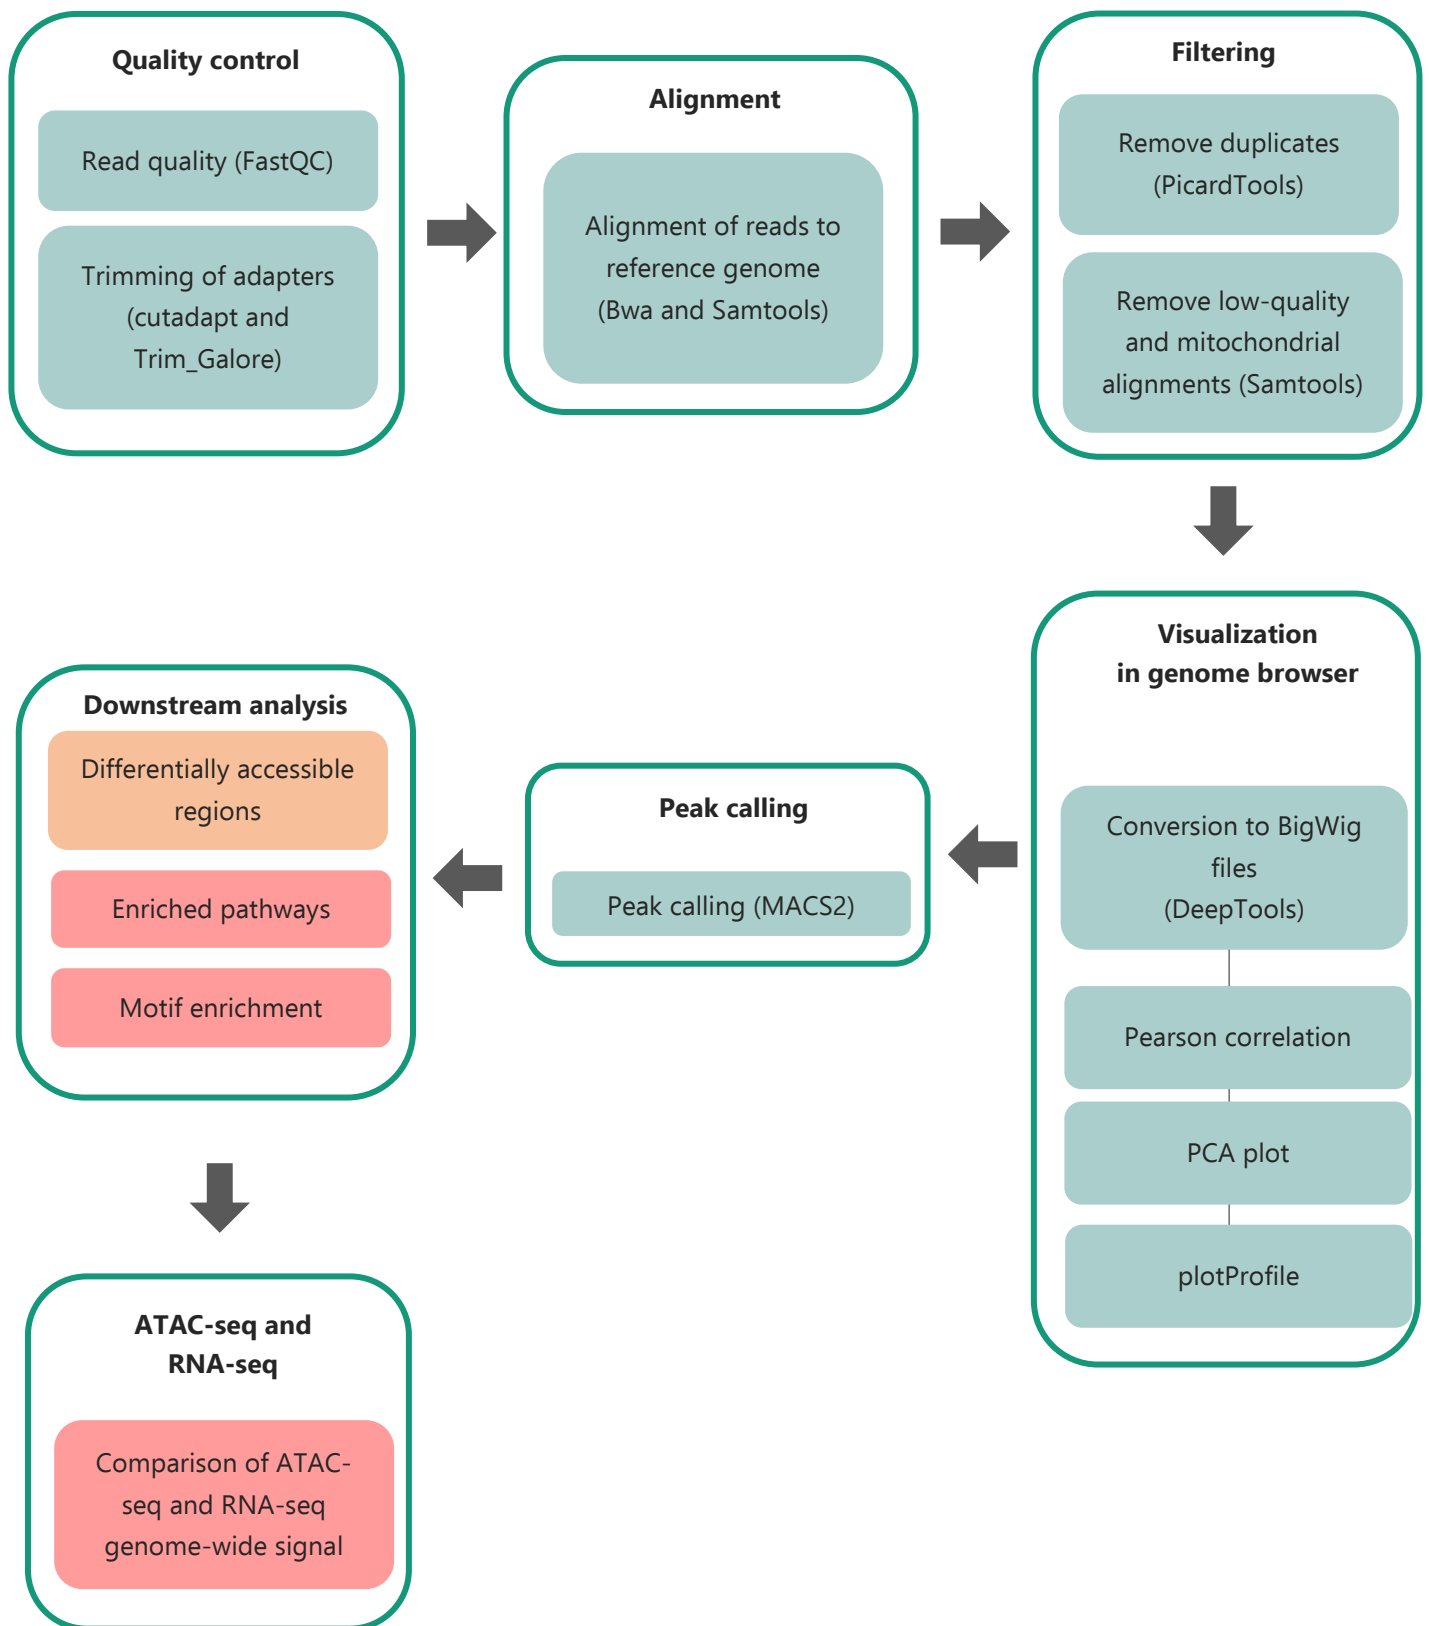 Quality control
Read quality (FastQC)
Trimming of adapters
(cutadapt and
Trim_Galore)
Alignment
Alignment of reads to
reference genome
(Bwa and Samtools)
Filtering
Remove duplicates
(PicardTools)
Remove low-quality
and mitochondrial
alignments (Samtools)
Visualization
in genome browser
Conversion to BigWig
files
(DeepTools)
Pearson correlation
PCA plot
plotProfile
Peak calling
Peak calling (MACS2)
Downstream analysis
Differentially accessible
regions
Enriched pathways
Motif enrichment
ATAC-seq and
RNA-seq
Comparison of ATAC-
seq and RNA-seq
genome-wide signal